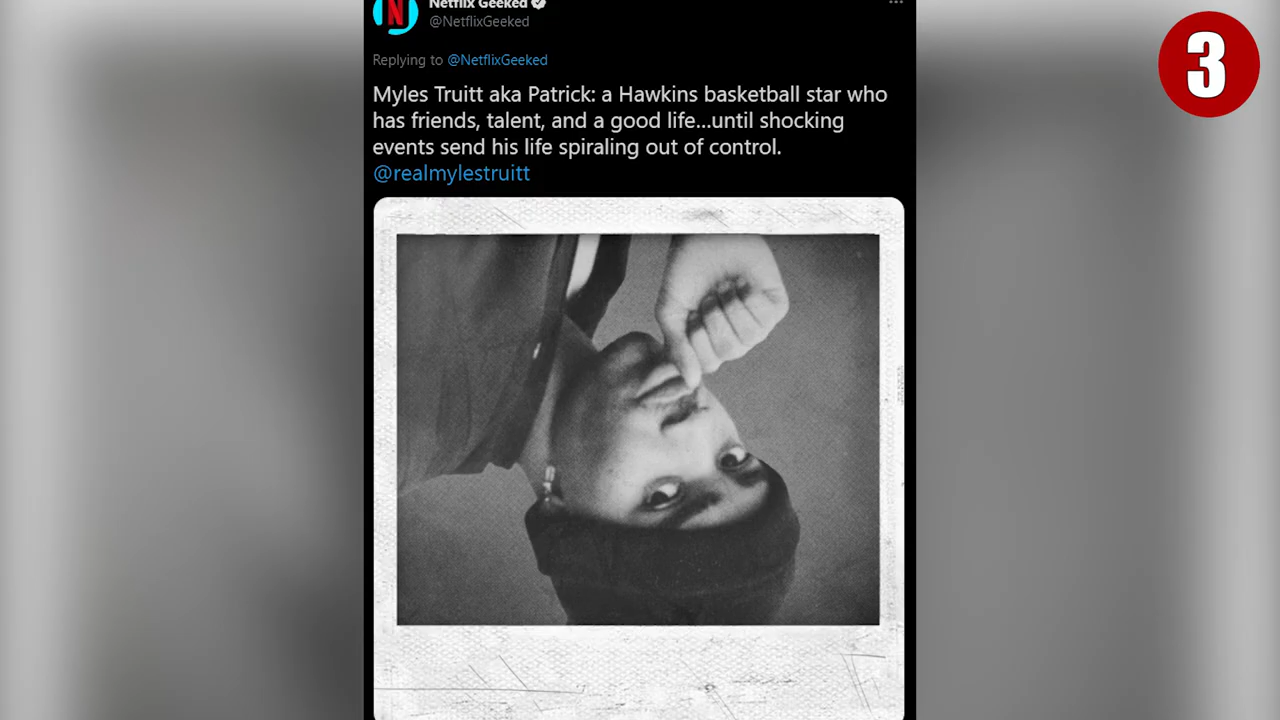 Netflix Geeked
@NetflixGeeked
Replying to @NetflixGeeked
Myles Truitt aka Patrick: a Hawkins basketball star who
has friends, talent, and a good life...until shocking
events send his life spiraling out of control.
@realmylestruitt
3